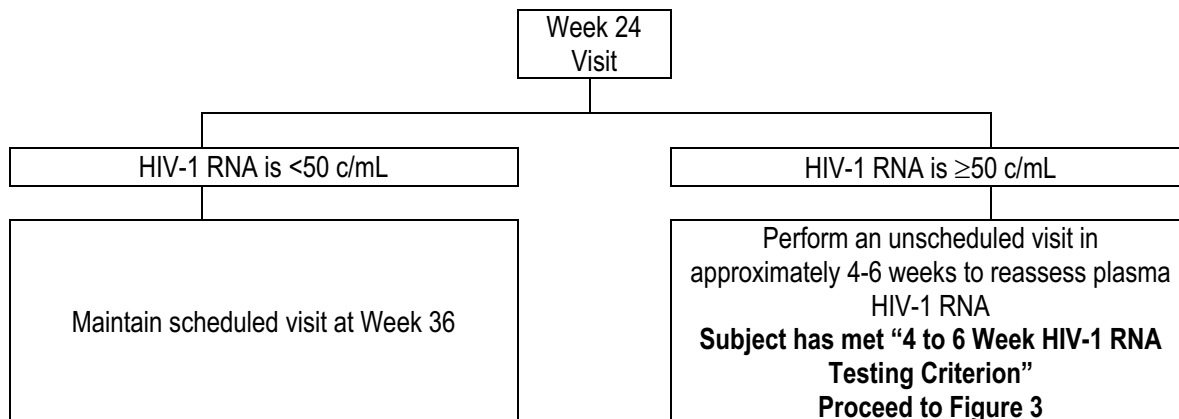 Week 24
Visit
HIV-1 RNA is <50 c/mL
HIV-1 RNA is ≥50 c/mL
Maintain scheduled visit at Week 36
Perform an unscheduled visit in
approximately 4-6 weeks to reassess plasma
HIV-1 RNA
Subject has met “4 to 6 Week HIV-1 RNA
Testing Criterion”
Proceed to Figure 3